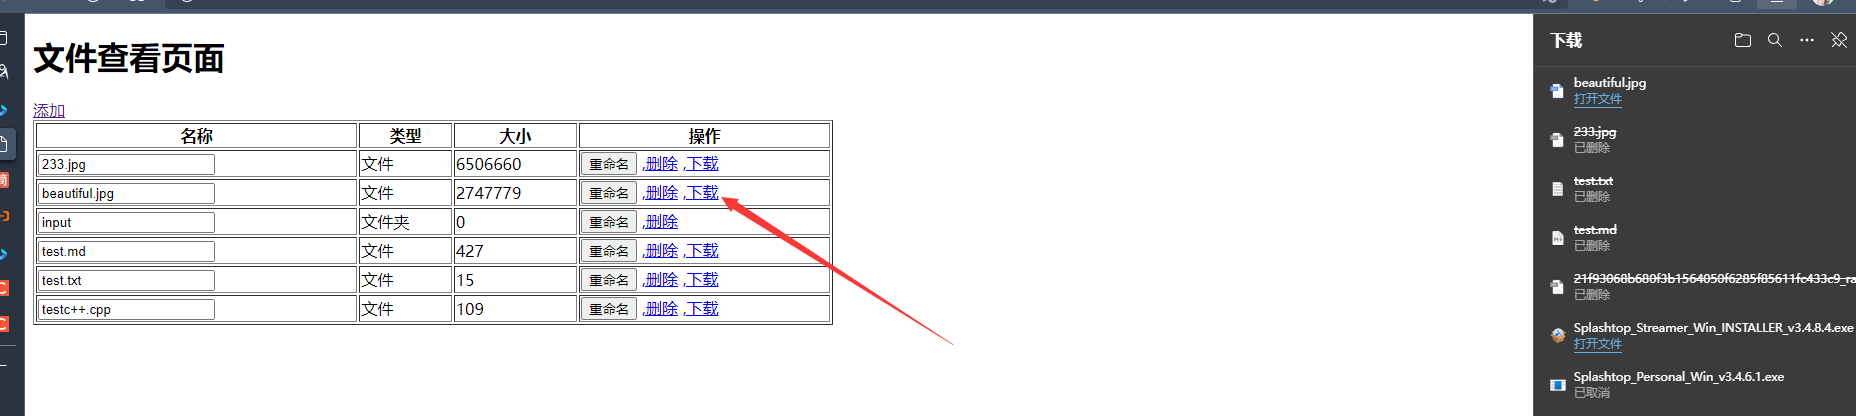 文件查看页面
添加
名称 类型 大小 操作
233.jpg 文件 6506660 重命名 ,删除 ,下载
beautiful.jpg 文件 2747779 重命名 ,删除 ,下载
input 文件夹 0 重命名 ,删除
test.md 文件 427 重命名 ,删除 ,下载
test.txt 文件 15 重命名 ,删除 ,下载
testc++.cpp 文件 109 重命名 ,删除 ,下载
下载
beautiful.jpg
打开文件
233.jpg
已删除
test.txt
已删除
test.md
已删除
21f93068b680f3b1564050f6285f85611fc433c9_ra
已删除
Splashtop_Streamer_Win_INSTALLER_v3.4.8.4.exe
打开文件
Splashtop_Personal_Win_v3.4.6.1.exe
已取消